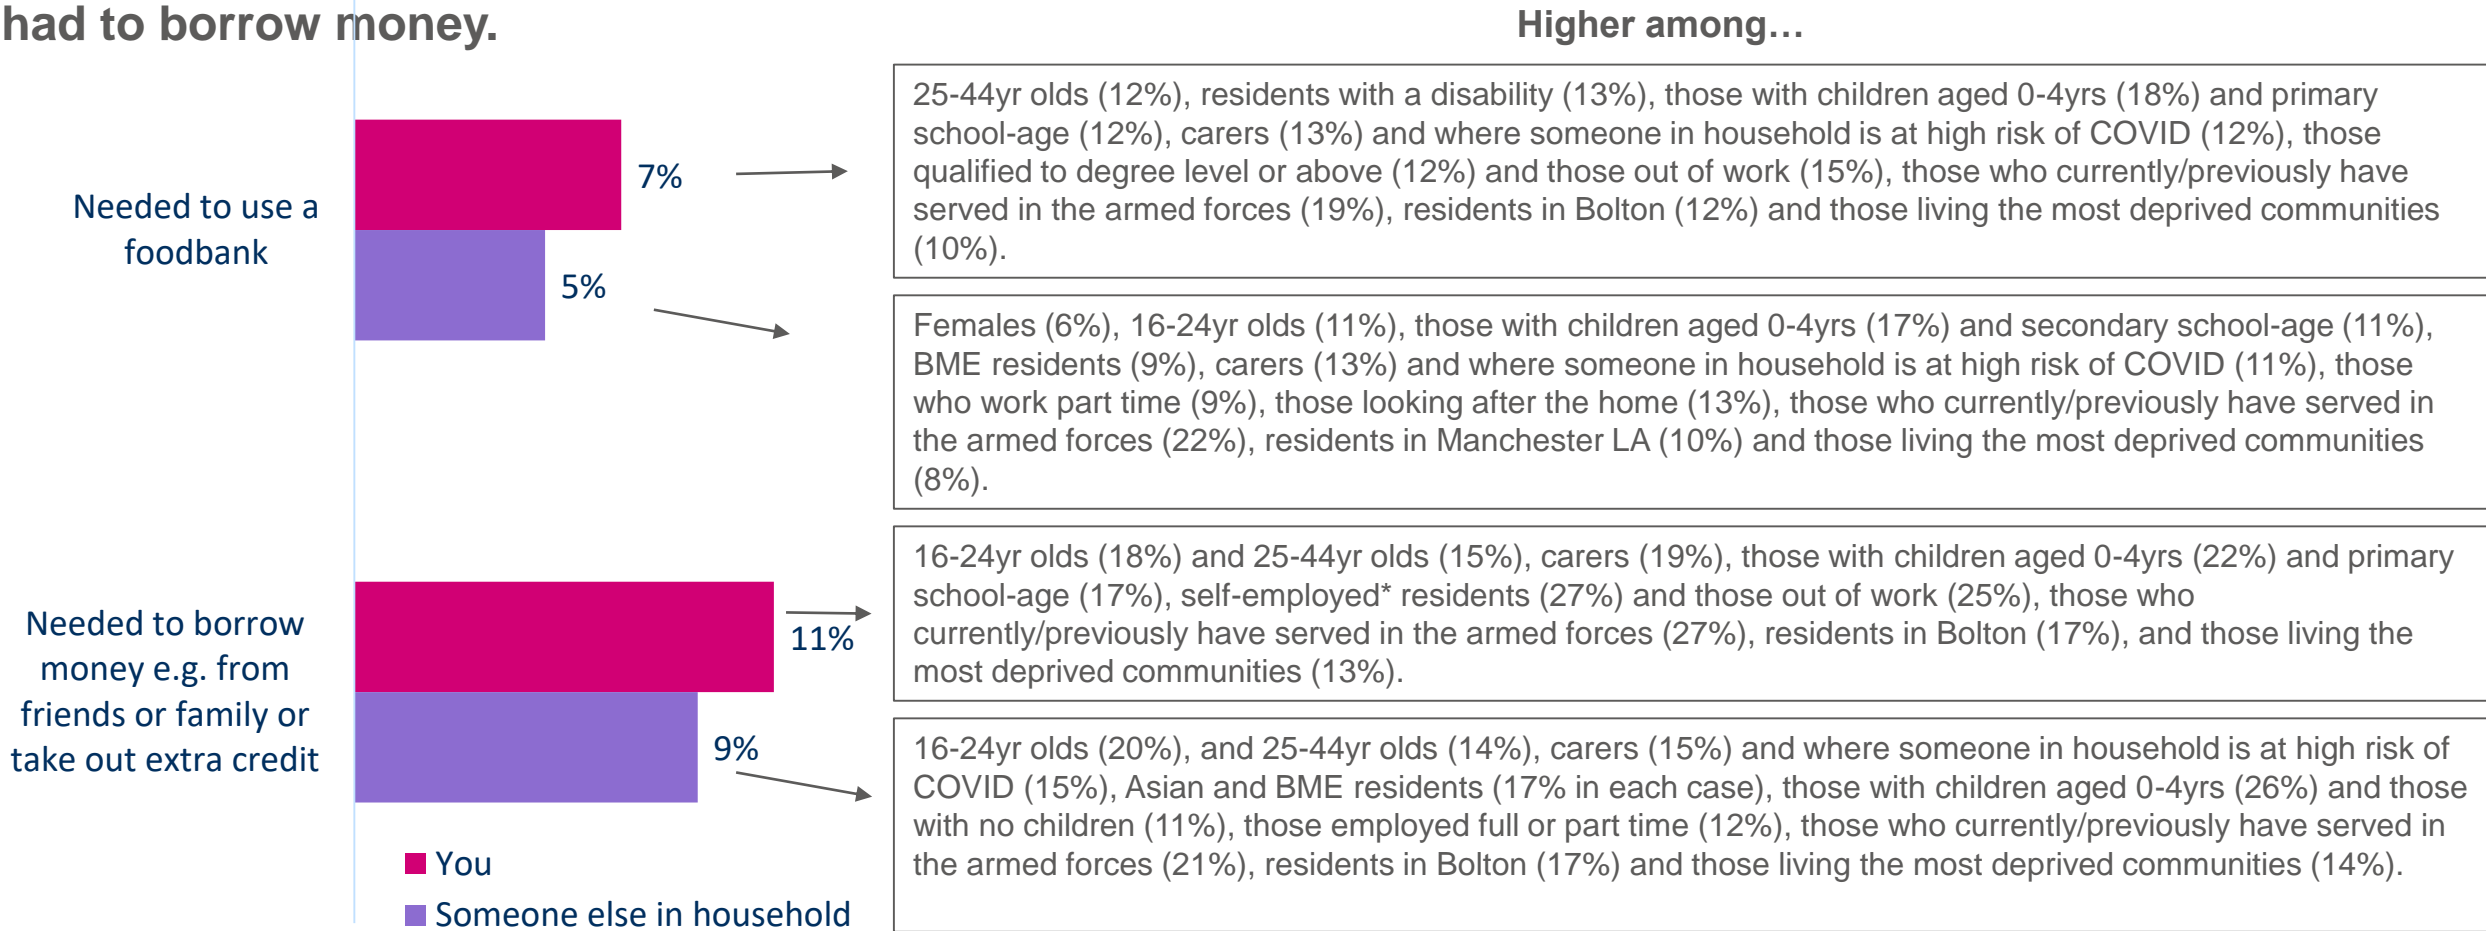 had to borrow money.
Higher among…
Needed to use a
foodbank
7%
5%
25-44yr olds (12%), residents with a disability (13%), those with children aged 0-4yrs (18%) and primary
school-age (12%), carers (13%) and where someone in household is at high risk of COVID (12%), those
qualified to degree level or above (12%) and those out of work (15%), those who currently/previously have
served in the armed forces (19%), residents in Bolton (12%) and those living the most deprived communities
(10%).
Females (6%), 16-24yr olds (11%), those with children aged 0-4yrs (17%) and secondary school-age (11%),
BME residents (9%), carers (13%) and where someone in household is at high risk of COVID (11%), those
who work part time (9%), those looking after the home (13%), those who currently/previously have served in
the armed forces (22%), residents in Manchester LA (10%) and those living the most deprived communities
(8%).
Needed to borrow
money e.g. from
friends or family or
take out extra credit
11%
9%
16-24yr olds (18%) and 25-44yr olds (15%), carers (19%), those with children aged 0-4yrs (22%) and primary
school-age (17%), self-employed* residents (27%) and those out of work (25%), those who
currently/previously have served in the armed forces (27%), residents in Bolton (17%), and those living the
most deprived communities (13%).
16-24yr olds (20%), and 25-44yr olds (14%), carers (15%) and where someone in household is at high risk of
COVID (15%), Asian and BME residents (17% in each case), those with children aged 0-4yrs (26%) and those
with no children (11%), those employed full or part time (12%), those who currently/previously have served in
the armed forces (21%), residents in Bolton (17%) and those living the most deprived communities (14%).
You
Someone else in household